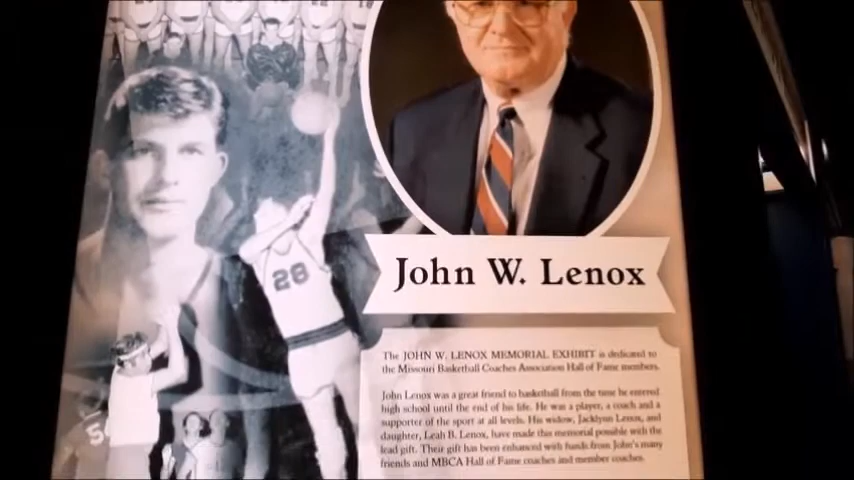 28
John W. Lenox
The JOHN W. LENOX MEMORIAL EXHIBIT is dedicated to
the Missouri Basketball Coaches Association Hall of Fame members.
John Lenox was a great friend to basketball from the time he entered
high school until the end of his life. He was a player, a coach and a
supporter of the sport at all levels. His widow, Jacklynn Lenox, and
daughter, Leah B. Lenox, have made this memorial possible with the
lead gift. Their gift has been enhanced with funds from John's many
friends and MBCA Hall of Fame coaches and member coaches.